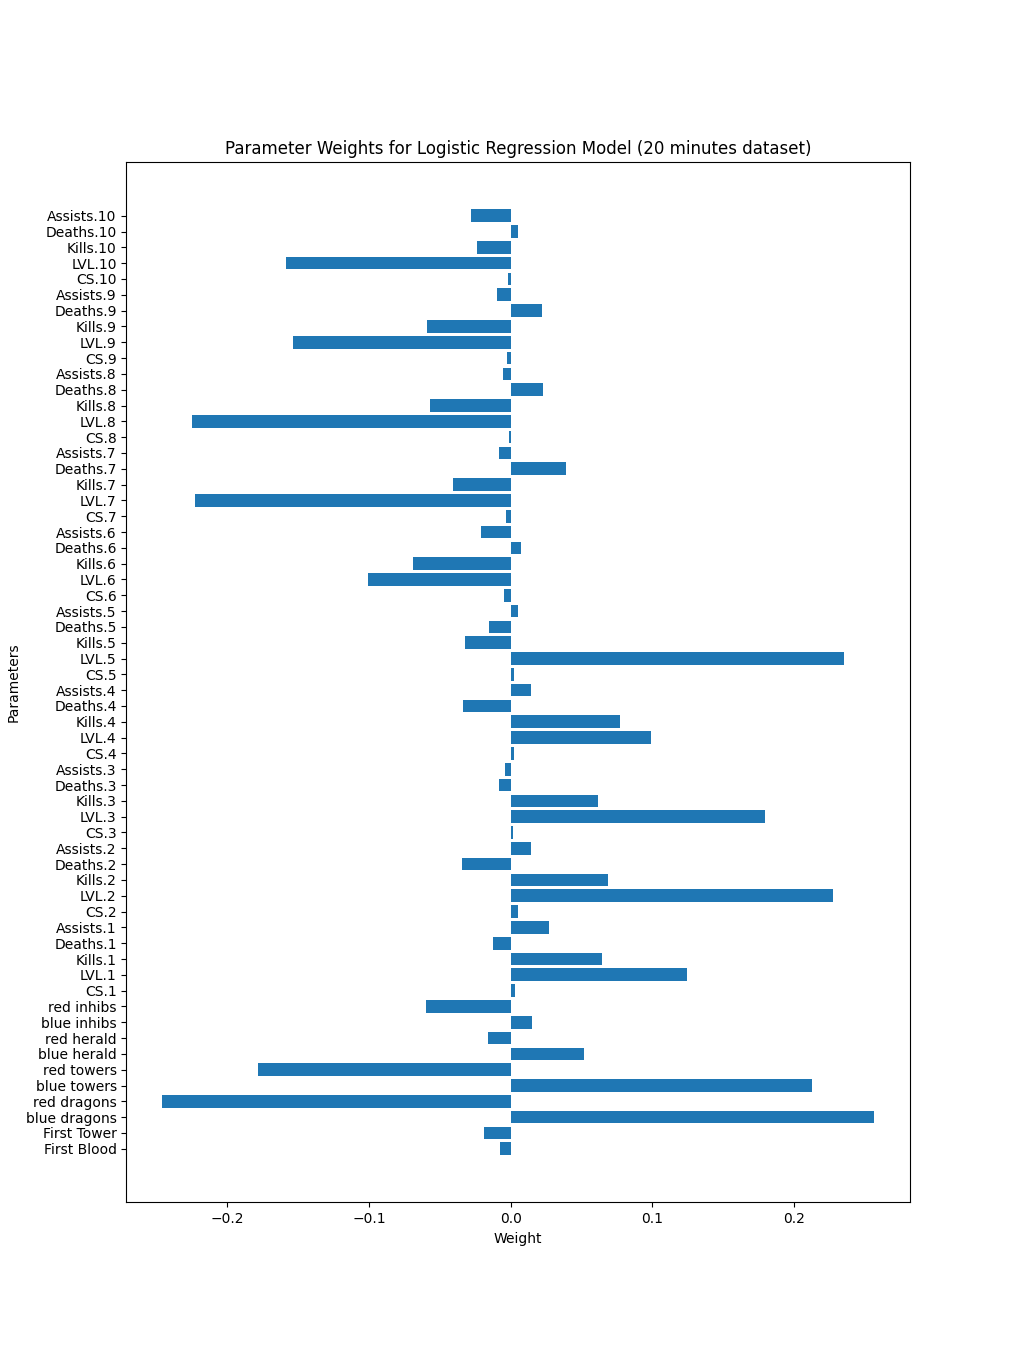 Parameter Weights for Logistic Regression Model (20 minutes dataset)
Assists.10
Deaths.10
Kills.10
LVL.10
CS.10
Assists.9
Deaths.9
Kills.9
LVL.9
CS.9
Assists.8
Deaths.8
Kills.8
LVL.8
CS.8
Assists.7
Deaths.7
Kills.7
LVL.7
CS.7
Assists.6
Deaths.6
Kills.6
LVL.6
CS.6
Assists.5
Deaths.5
Kills.5
LVL.5
CS.5
Assists.4
Deaths.4
Kills.4
LVL.4
CS.4
Assists.3
Deaths.3
Kills.3
LVL.3
CS.3
Assists.2
Deaths.2
Kills.2
LVL.2
CS.2
Assists.1
Deaths.1
Kills.1
LVL.1
CS.1
red inhibs
blue inhibs
red herald
blue herald
red towers
blue towers
red dragons
blue dragons
First Tower
First Blood
Parameters
−0.2 −0.1 0.0 0.1 0.2
Weight